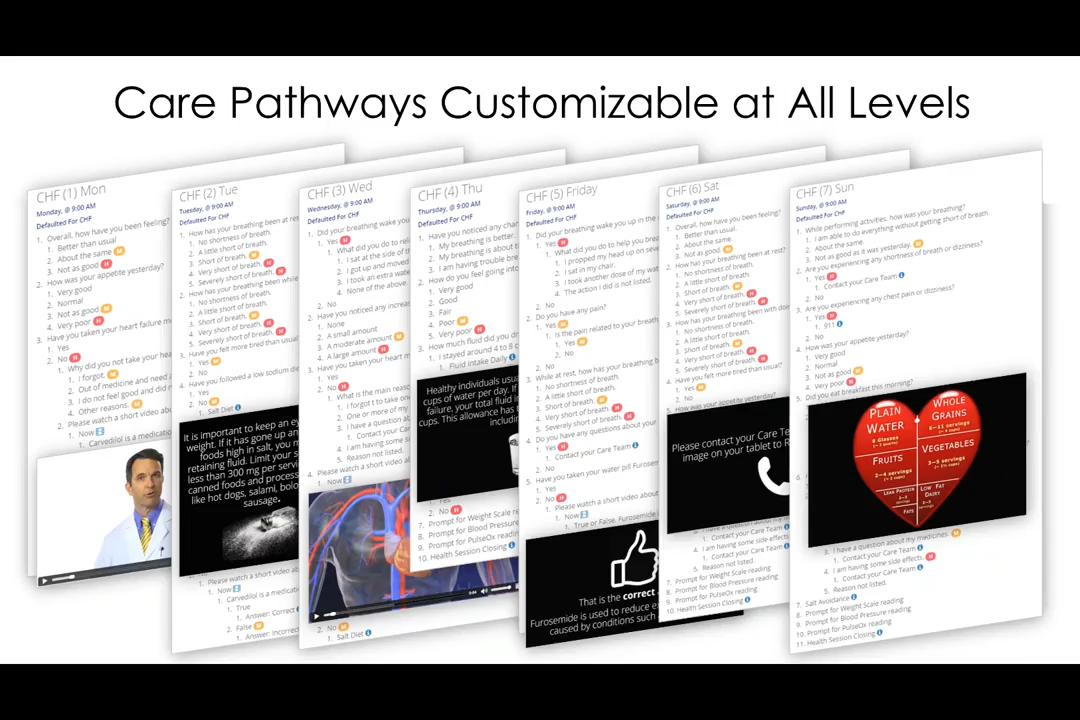 Care Pathways Customizable at All Levels
CHF (1) Mon
Monday, @ 9:00 AM
Defaulted For CHF
1. Overall, how have you been feeling?
1. Better than usual
2. About the same M
3. Not as good H
2. How was your appetite yesterday?
1. Very good
2. Normal
3. Not as good M
4. Very poor H
3. Have you taken your heart failure m
1. Yes
2. No H
1. Why did you not take your hea
1. I forgot. M
2. Out of medicine and need a
3. I do not feel good and did n
4. Other reasons. M
2. Please watch a short video abou
1. Now
1. Carvedilol is a medicatio
CHF (2) Tue
Tuesday, @ 9:00 AM
Defaulted For CHF
1. How has your breathing been at res
1. No shortness of breath.
2. A little short of breath.
3. Short of breath. M
4. Very short of breath. H
5. Severely short of breath. H
2. How has your breathing been while
1. No shortness of breath.
2. A little short of breath.
3. Short of breath. M
4. Very short of breath. H
5. Severely short of breath. H
3. Have you felt more tired than usual?
1. Yes M
2. No
4. Have you followed a low sodium die
1. Yes
2. No M
1. Salt Diet
It is important to keep an ey
weight. If it has gone up an
foods high in salt, you m
retaining fluid. Limit your s
less than 300 mg per servi
canned foods and process
like hot dogs, salami, bolo
sausage.
1. Please watch a short video abo
1. Now
1. Carvedilol is a medicatio
1. True
1. Answer: Correct
2. False M
1. Answer: Incorrect
CHF (3) Wed
Wednesday, @ 9:00 AM
Defaulted For CHF
1. Did your breathing wake you
1. Yes H
1. What did you do to reli
1. I sat at the side of th
2. I got up and moved
3. I took an extra wate
4. None of the above.
2. No
2. Have you noticed any increas
1. None
2. A small amount
3. A moderate amount M
4. A large amount H
3. Have you taken your heart
1. Yes
2. No H
1. What is the main reaso
1. I forgot t to take one
2. One or more of my
3. I have a question a
1. Contact your Car
4. I am having some
5. Reason not listed.
4. Please watch a short video al
1. Now
2. No M
1. Salt Diet
CHF (4) Thu
Thursday, @ 9:00 AM
Defaulted For CHF
1. Have you noticed any chan
1. My breathing is better.
2. My breathing is about t
3. I am having trouble bre
2. How do you feel going into
1. Very good
2. Good
3. Fair
4. Poor M
5. Very poor H
3. How much fluid did you dr
1. I stayed around 4 to 8 c
1. Fluid intake Daily
Healthy individuals usua
cups of water per day. If
failure, your total fluid in
cups. This allowance has
includin
1. Yes
2. No H
7. Prompt for Weight Scale re
8. Prompt for Blood Pressure
9. Prompt for PulseOx readin
10. Health Session Closing
CHF (5) Friday
Friday, @ 9:00 AM
Defaulted For CHF
1. Did your breathing wake you up in the
1. Yes H
1. What did you do to help you brea
1. I propped my head up on seve
2. I sat in my chair.
3. I took another dose of my wat
4. The action I did is not listed.
2. No
2. Do you have any pain?
1. Yes M
1. Is the pain related to your breath
1. Yes M
2. No
2. No
3. While at rest, how has your breathing b
1. No shortness of breath.
2. A little short of breath.
3. Short of breath. M
4. Very short of breath. H
5. Severely short of breath. H
4. Do you have any questions about your
1. Yes H
1. Contact your Care Team
2. No
5. Have you taken your water pill Furosem
1. Yes
2. No H
1. Please watch a short video about
1. Now
1. True or False. Furosemide
That is the correct
Furosemide is used to reduce ex
caused by conditions such
CHF (6) Sat
Saturday, @ 9:00 AM
Defaulted For CHF
1. Overall, how have you been feeling?
1. Better than usual.
2. About the same.
3. Not as good M
2. How has your breathing been at rest?
1. No shortness of breath.
2. A little short of breath.
3. Short of breath. M
4. Very short of breath. H
5. Severely short of breath. H
3. How has your breathing been with doi
1. No shortness of breath.
2. A little short of breath.
3. Short of breath. M
4. Very short of breath. H
5. Severely short of breath. H
4. Have you felt more tired than usual?
1. Yes M
2. No
5. How was your appetite yesterday?
Please contact your Care Te
image on your tablet to R
3. I have a question about my m
1. Contact your Care Team
4. I am having some side effects
1. Contact your Care Team
5. Reason not listed.
7. Prompt for Weight Scale reading
8. Prompt for Blood Pressure reading
9. Prompt for PulseOx reading
10. Health Session Closing
CHF (7) Sun
Sunday, @ 9:00 AM
Defaulted For CHF
1. While performing activities, how was your breathing?
1. I am able to do everything without getting short of breath.
2. About the same.
3. Not as good as it was yesterday. M
2. Are you experiencing any shortness of breath or dizziness?
1. Yes H
1. Contact your Care Team
2. No
3. Are you experiencing any chest pain or dizziness?
1. Yes H
1. 911
2. No
4. How was your appetite yesterday?
1. Very good
2. Normal
3. Not as good M
4. Very poor H
5. Did you eat breakfast this morning?
PLAIN WATER
8 Glasses
WHOLE GRAINS
6–11 servings
FRUITS
2–4 servings
VEGETABLES
3–5 servings
LEAN PROTEIN
LOW FAT DAIRY
FATS
3. I have a question about my medicines. M
1. Contact your Care Team
4. I am having some side effects. H
1. Contact your Care Team
5. Reason not listed.
7. Salt Avoidance
8. Prompt for Weight Scale reading
9. Prompt for Blood Pressure reading
10. Prompt for PulseOx reading
11. Health Session Closing